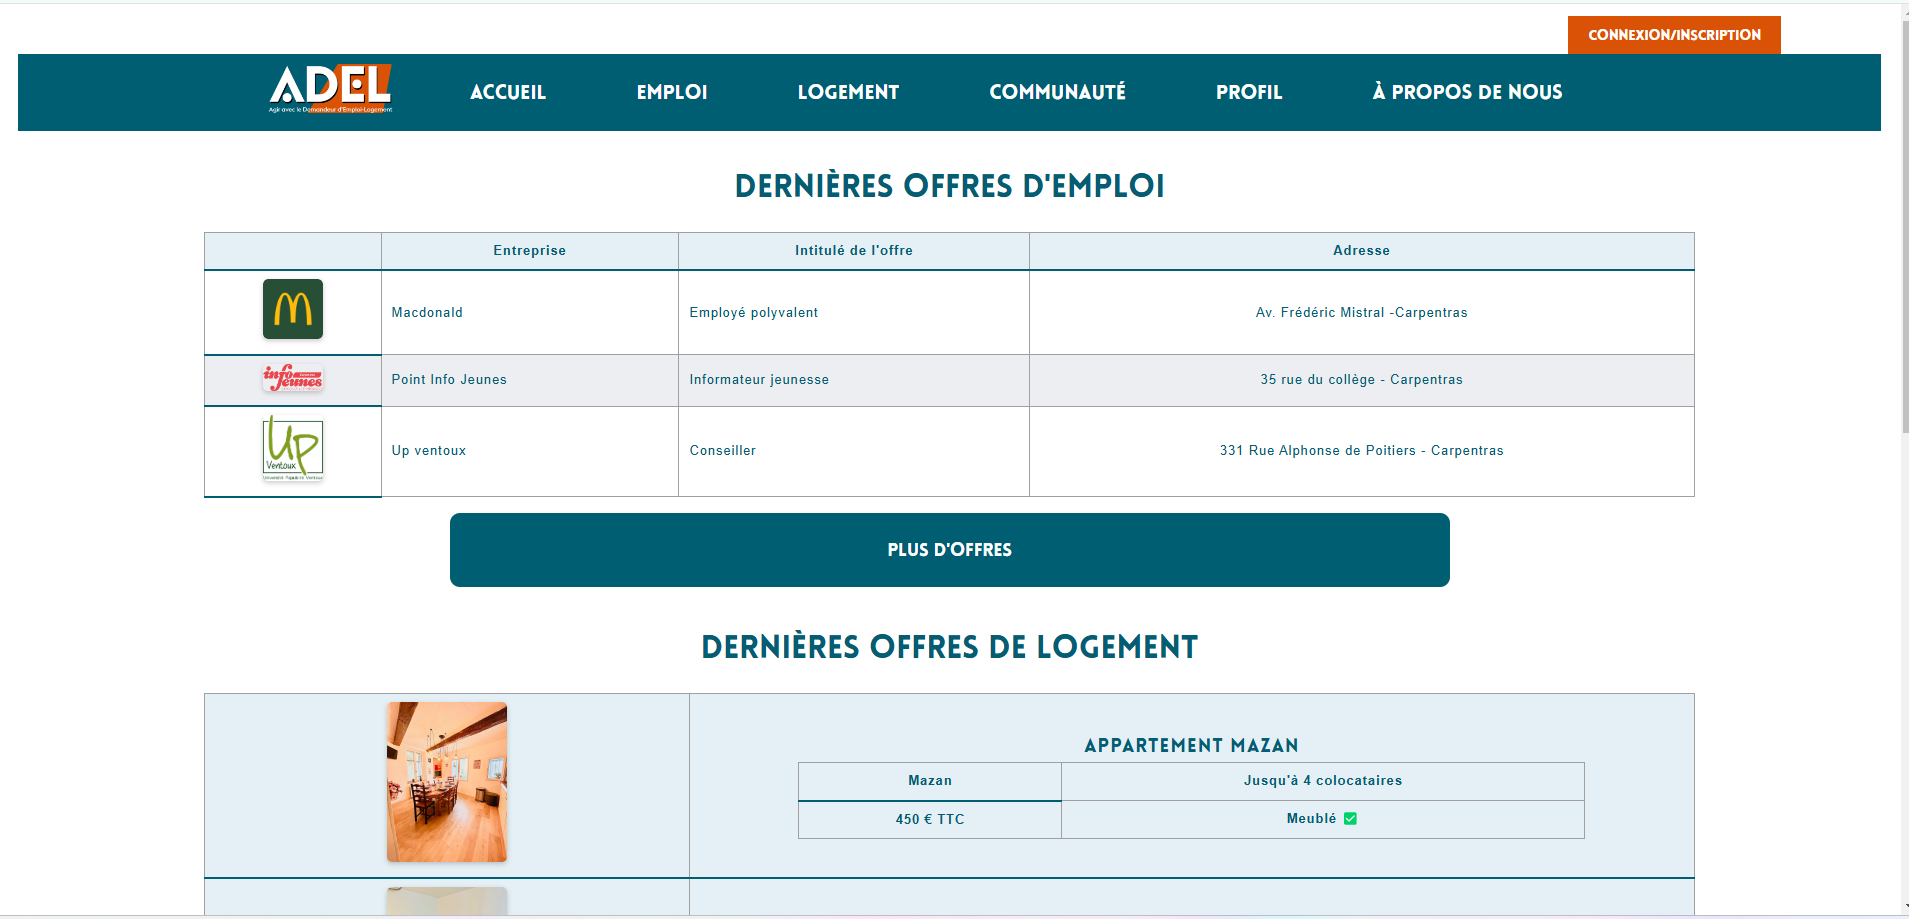 CONNEXION/INSCRIPTION
ADEL
Agir avec le Demandeur d'Emploi-Logement
ACCUEIL
EMPLOI
LOGEMENT
COMMUNAUTÉ
PROFIL
À PROPOS DE NOUS
DERNIÈRES OFFRES D'EMPLOI
Entreprise
Intitulé de l'offre
Adresse
Macdonald
Employé polyvalent
Av. Frédéric Mistral -Carpentras
info
Jeunes
Point Info Jeunes
Informateur jeunesse
35 rue du collège - Carpentras
Up
Ventoux
Université Populaire Ventoux
Up ventoux
Conseiller
331 Rue Alphonse de Poitiers - Carpentras
PLUS D'OFFRES
DERNIÈRES OFFRES DE LOGEMENT
APPARTEMENT MAZAN
Mazan
Jusqu'à 4 colocataires
450 € TTC
Meublé ✅